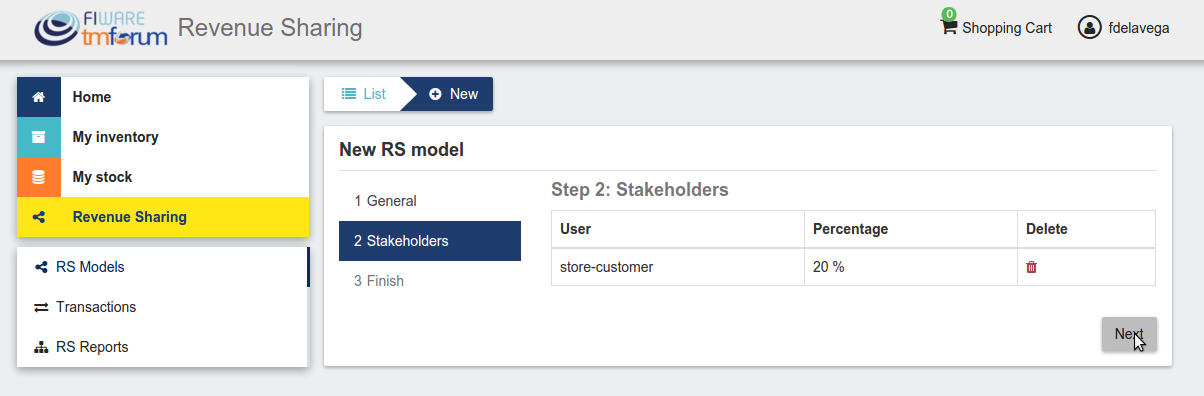 FIWARE
tmforum
Revenue Sharing
0
Shopping Cart
fdelavega
Home
My inventory
My stock
Revenue Sharing
RS Models
Transactions
RS Reports
List
New
New RS model
1 General
2 Stakeholders
3 Finish
Step 2: Stakeholders
User Percentage Delete
store-customer 20 %
Next